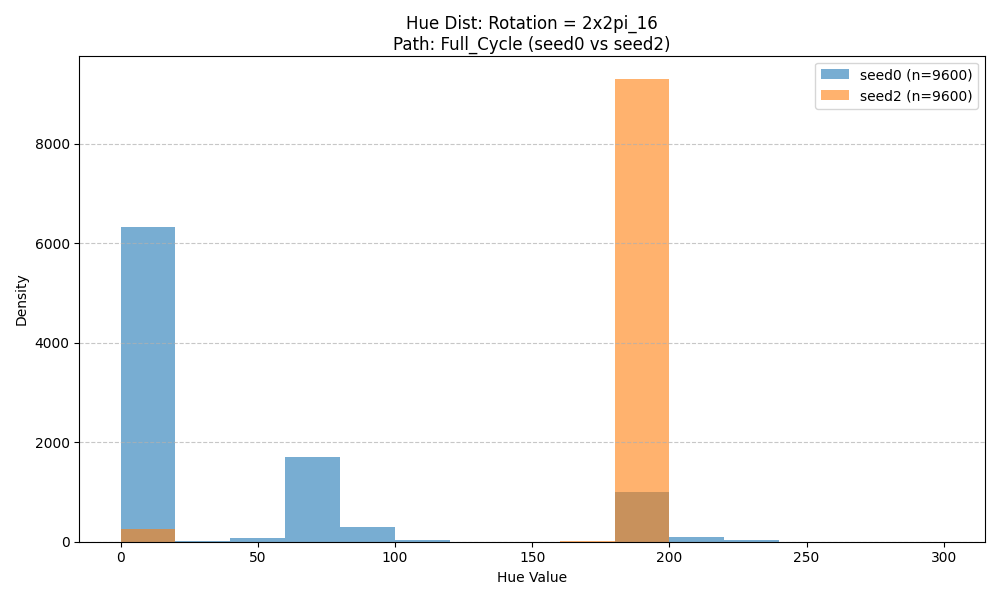 Hue Dist: Rotation = 2x2pi_16
Path: Full_Cycle (seed0 vs seed2)
seed0 (n=9600)
seed2 (n=9600)
Density
8000
6000
4000
2000
0
0
50
100
150
200
250
300
Hue Value